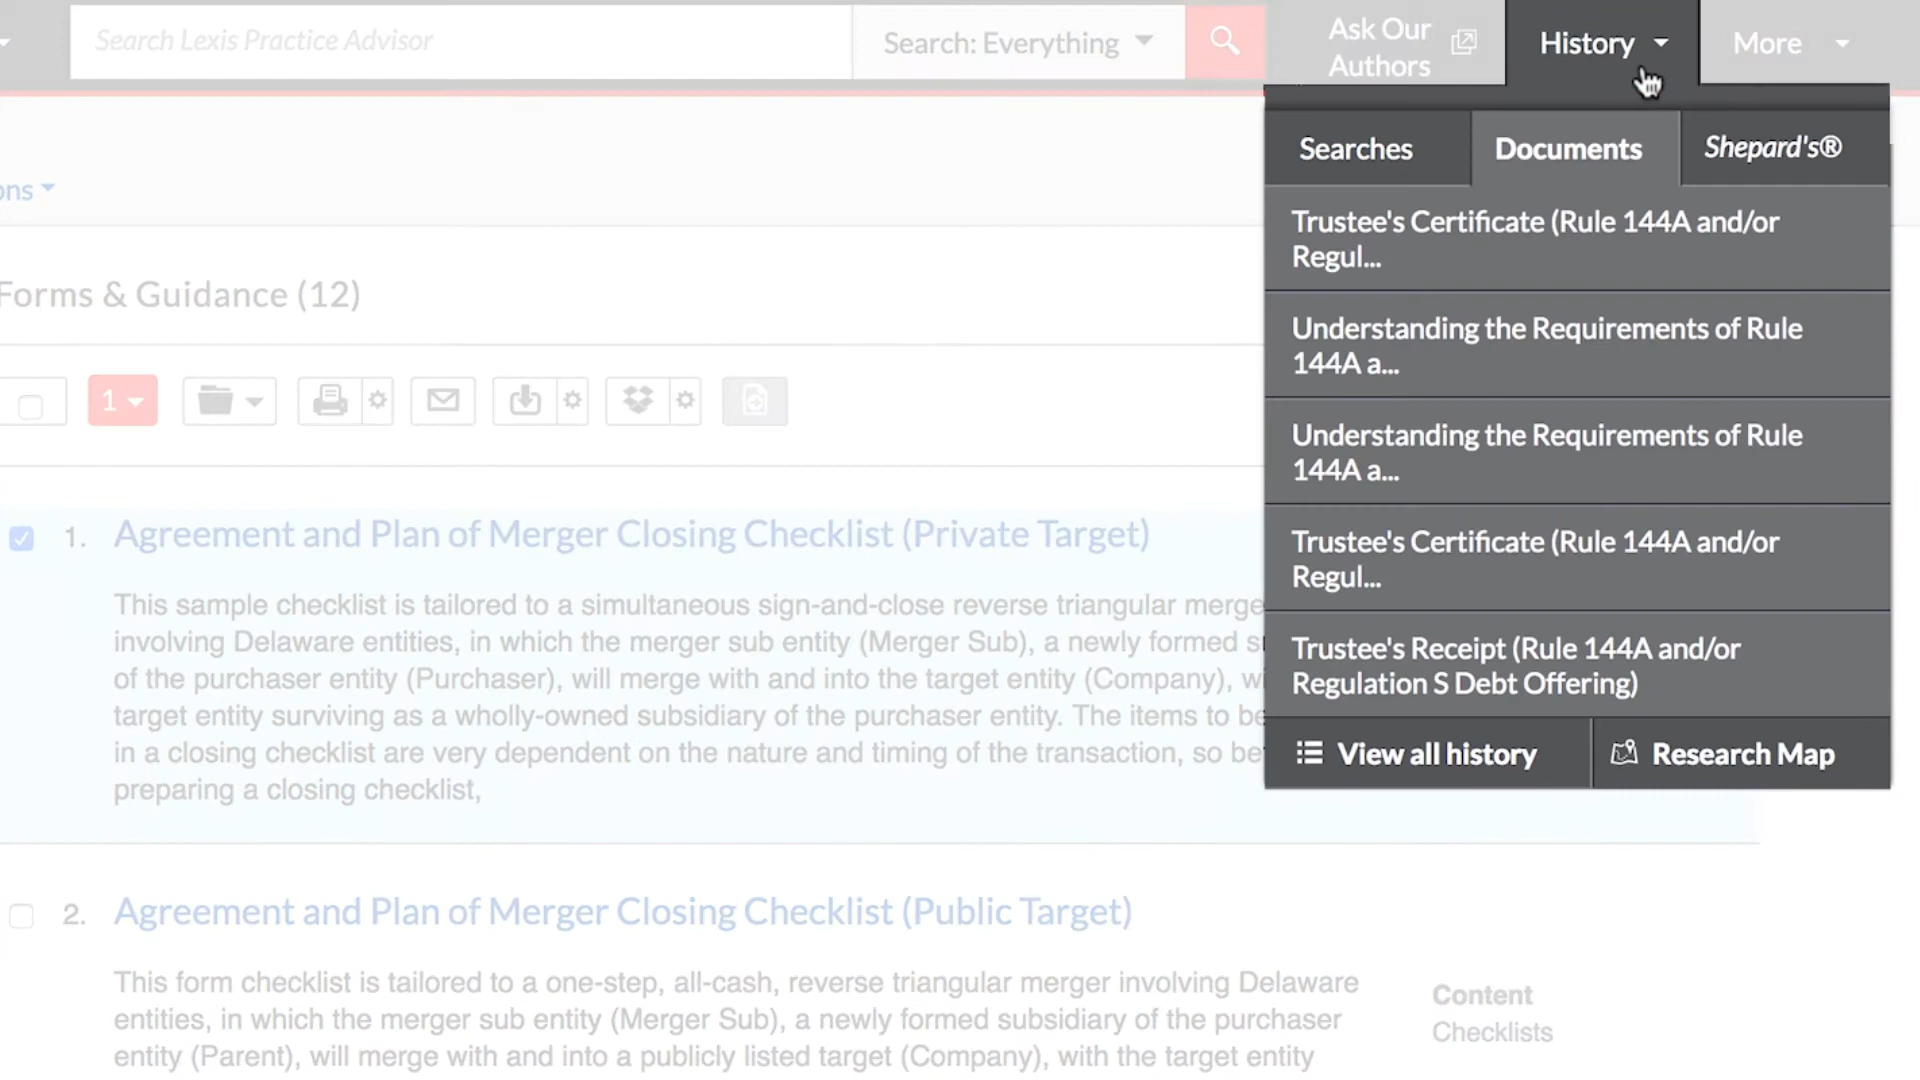 Search Lexis Practice Advisor
Search: Everything
Ask Our
Authors
History
More
Searches
Documents
Shepard's®
Trustee's Certificate (Rule 144A and/or
Regul...
Understanding the Requirements of Rule
144A a...
Understanding the Requirements of Rule
144A a...
Trustee's Certificate (Rule 144A and/or
Regul...
Trustee's Receipt (Rule 144A and/or
Regulation S Debt Offering)
View all history
Research Map
ons
Forms & Guidance (12)
1
1. Agreement and Plan of Merger Closing Checklist (Private Target)
This sample checklist is tailored to a simultaneous sign-and-close reverse triangular merge
involving Delaware entities, in which the merger sub entity (Merger Sub), a newly formed s
of the purchaser entity (Purchaser), will merge with and into the target entity (Company), wi
target entity surviving as a wholly-owned subsidiary of the purchaser entity. The items to be
in a closing checklist are very dependent on the nature and timing of the transaction, so be
preparing a closing checklist,
2. Agreement and Plan of Merger Closing Checklist (Public Target)
This form checklist is tailored to a one-step, all-cash, reverse triangular merger involving Delaware
entities, in which the merger sub entity (Merger Sub), a newly formed subsidiary of the purchaser
entity (Parent), will merge with and into a publicly listed target (Company), with the target entity
Content
Checklists